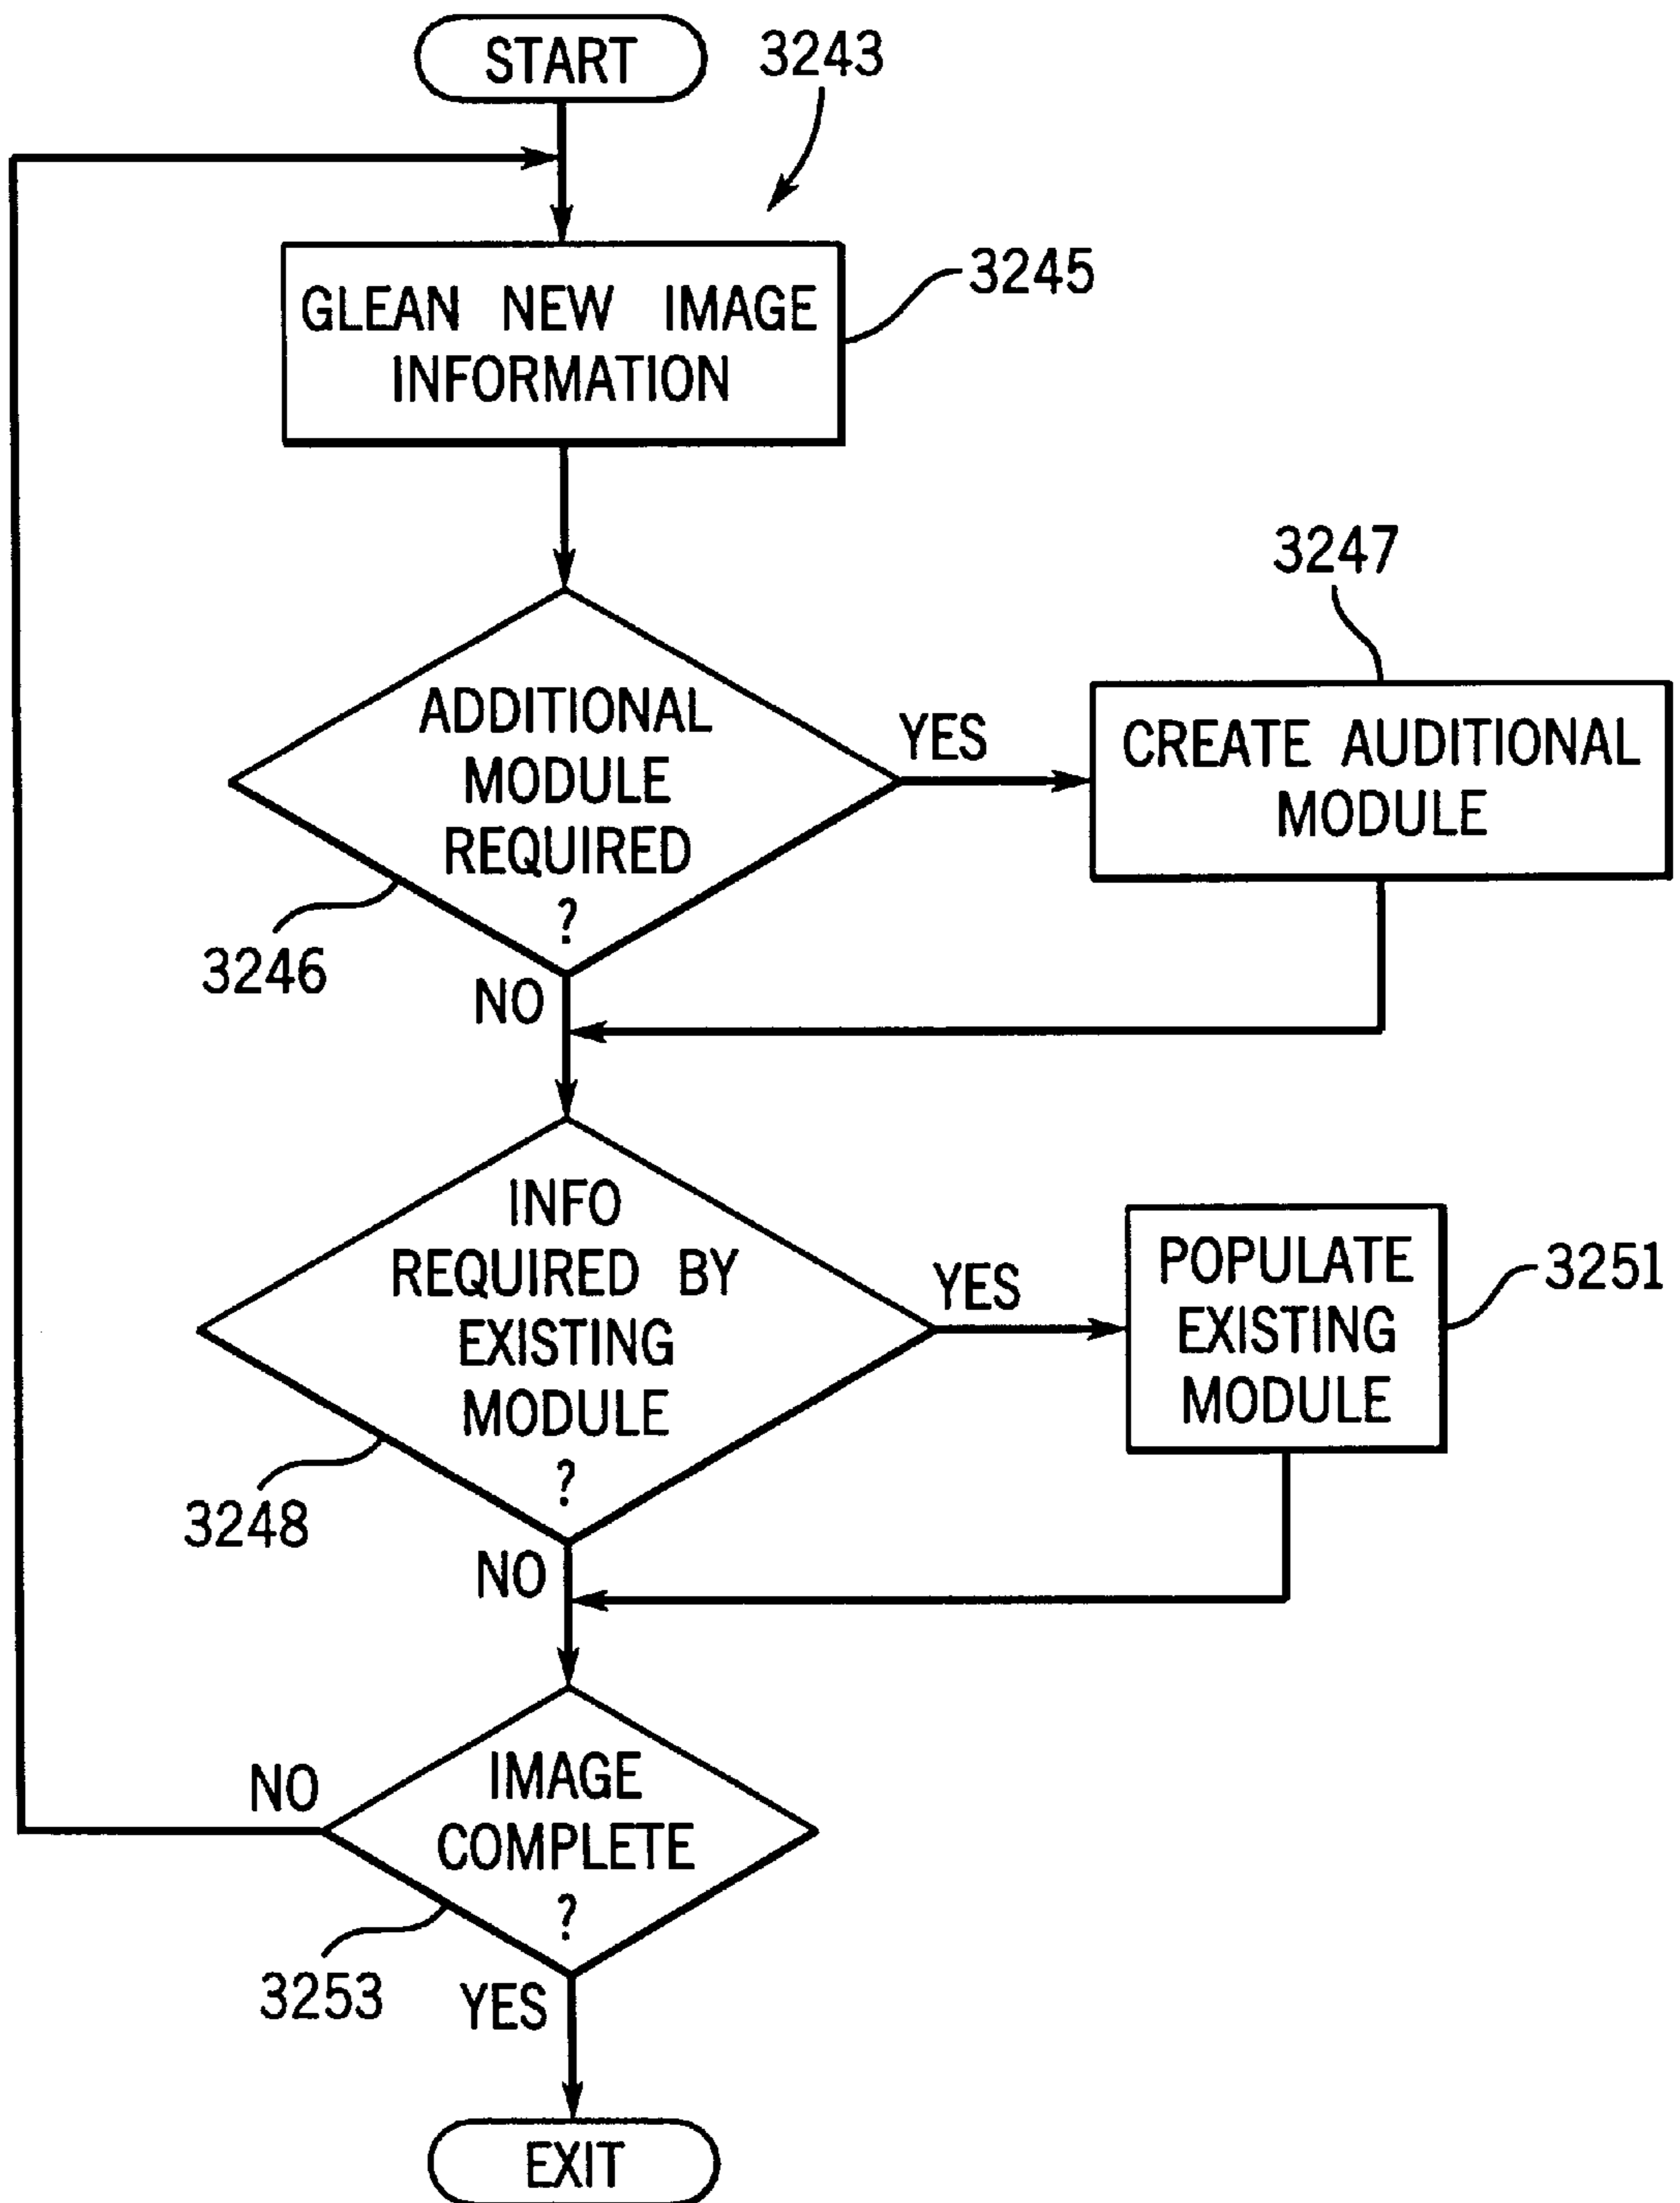 START
3243
GLEAN NEW IMAGE
INFORMATION
3245
ADDITIONAL
MODULE
REQUIRED
?
3246
YES
3247
CREATE AUDITIONAL
MODULE
NO
INFO
REQUIRED BY
EXISTING
MODULE
?
3248
YES
POPULATE
EXISTING
MODULE
3251
NO
IMAGE
COMPLETE
?
3253
NO
YES
EXIT